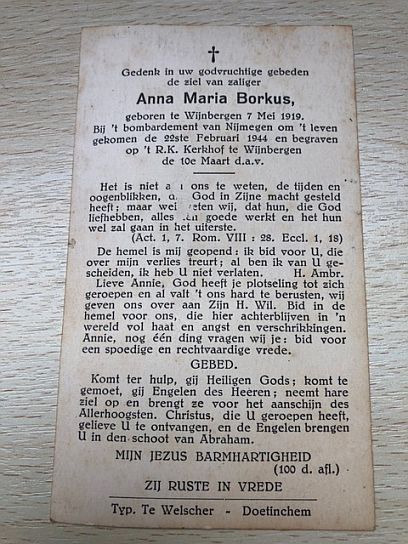 Gedenk in uw godvruchtige gebeden
de ziel van zaliger
Anna Maria Borkus,
geboren te Wijnbergen 7 Mei 1919.
Bij 't bombardement van Nijmegen om 't leven
gekomen de 22ste Februari 1944 en begraven
op 't R.K. Kerkhof te Wijnbergen
de 10e Maart d.a.v.
Het is niet a ons te weten, de tijden en
oogenblikken, God in Zijne macht gesteld
heeft; maar wei eten wij, dat hun, die God
liefhebben, alles en goede werkt en het hun
wel zal gaan in het uiterste.
(Act. 1, 7. Rom. VIII : 28. Eccl. 1, 18)
De hemel is mij geopend: ik bid voor U, die
over mijn verlies treurt; al ben ik van U ge-
scheiden, ik heb U niet verlaten. H. Ambr.
Lieve Annie, God heeft je plotseling tot zich
geroepen en al valt 't ons hard te berusten, wij
geven ons over aan Zijn H. Wil. Bid in de
hemel voor ons, die hier achterblijven in 'n
wereld vol haat en angst en verschrikkingen.
Annie, nog één ding vragen wij je: bid voor
een spoedige en rechtvaardige vrede.
GEBED.
Komt ter hulp, gij Heiligen Gods; komt te
gemoet, gij Engelen des Heeren; neemt hare
ziel op en brengt ze voor het aanschijn des
Allerhoogsten. Christus, die U geroepen heeft,
gelieve U te ontvangen, en de Engelen brengen
U in den schoot van Abraham.
MIJN JEZUS BARMHARTIGHEID
(100 d. afl.)
ZIJ RUSTE IN VREDE
Typ. Te Welscher - Doetinchem